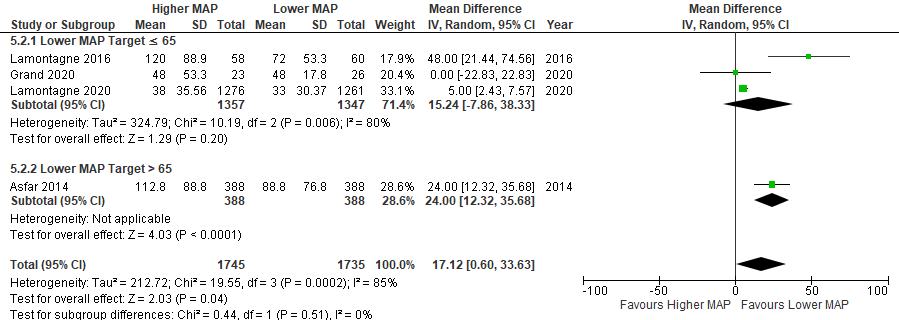 Higher MAP Lower MAP Mean Difference Mean Difference
Study or Subgroup Mean SD Total Mean SD Total Weight IV, Random, 95% CI Year IV, Random, 95% CI
5.2.1 Lower MAP Target ≤ 65
Lamontagne 2016 120 88.9 58 72 53.3 60 17.9% 48.00 [21.44, 74.56] 2016
Grand 2020 48 53.3 23 48 17.8 26 20.4% 0.00 [-22.83, 22.83] 2020
Lamontagne 2020 38 35.56 1276 33 30.37 1261 33.1% 5.00 [2.43, 7.57] 2020
Subtotal (95% CI) 1357 1347 71.4% 15.24 [-7.86, 38.33]
Heterogeneity: Tau² = 324.79; Chi² = 10.19, df = 2 (P = 0.006); I² = 80%
Test for overall effect: Z = 1.29 (P = 0.20)
5.2.2 Lower MAP Target > 65
Asfar 2014 112.8 88.8 388 88.8 76.8 388 28.6% 24.00 [12.32, 35.68] 2014
Subtotal (95% CI) 388 388 28.6% 24.00 [12.32, 35.68]
Heterogeneity: Not applicable
Test for overall effect: Z = 4.03 (P < 0.0001)
Total (95% CI) 1745 1735 100.0% 17.12 [0.60, 33.63]
Heterogeneity: Tau² = 212.72; Chi² = 19.55, df = 3 (P = 0.0002); I² = 85%
Test for overall effect: Z = 2.03 (P = 0.04)
Test for subgroup differences: Chi² = 0.44, df = 1 (P = 0.51), I² = 0%
-100 -50 0 50 100
Favours Higher MAP Favours Lower MAP